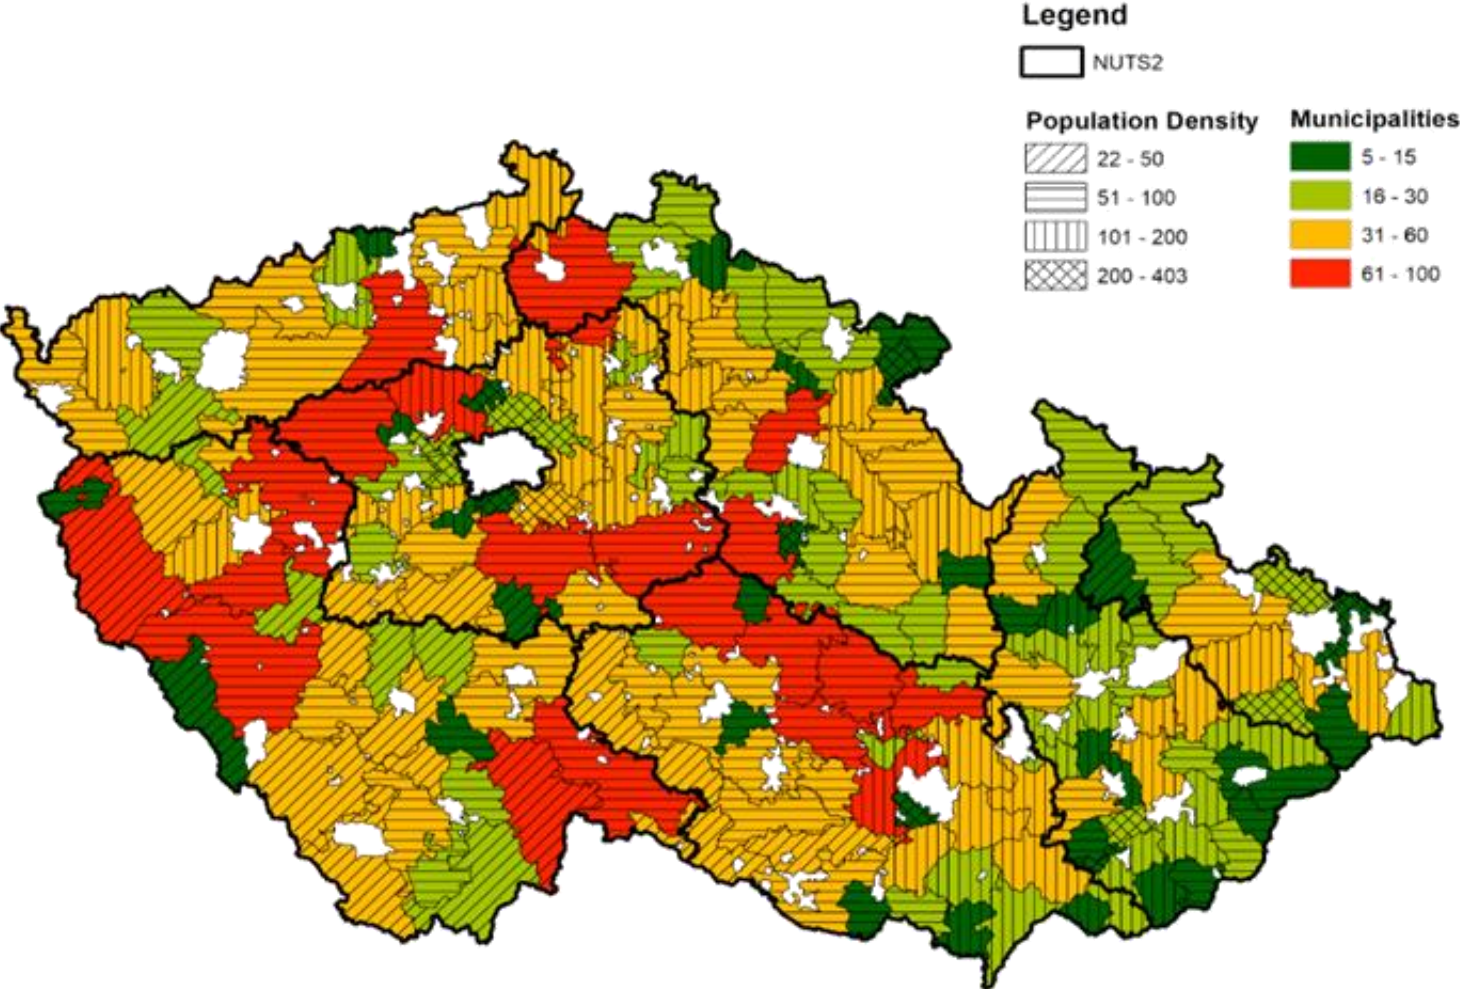 Legend
NUTS2
Population Density
22 - 50
51 - 100
101 - 200
200 - 403
Municipalities
5 - 15
16 - 30
31 - 60
61 - 100